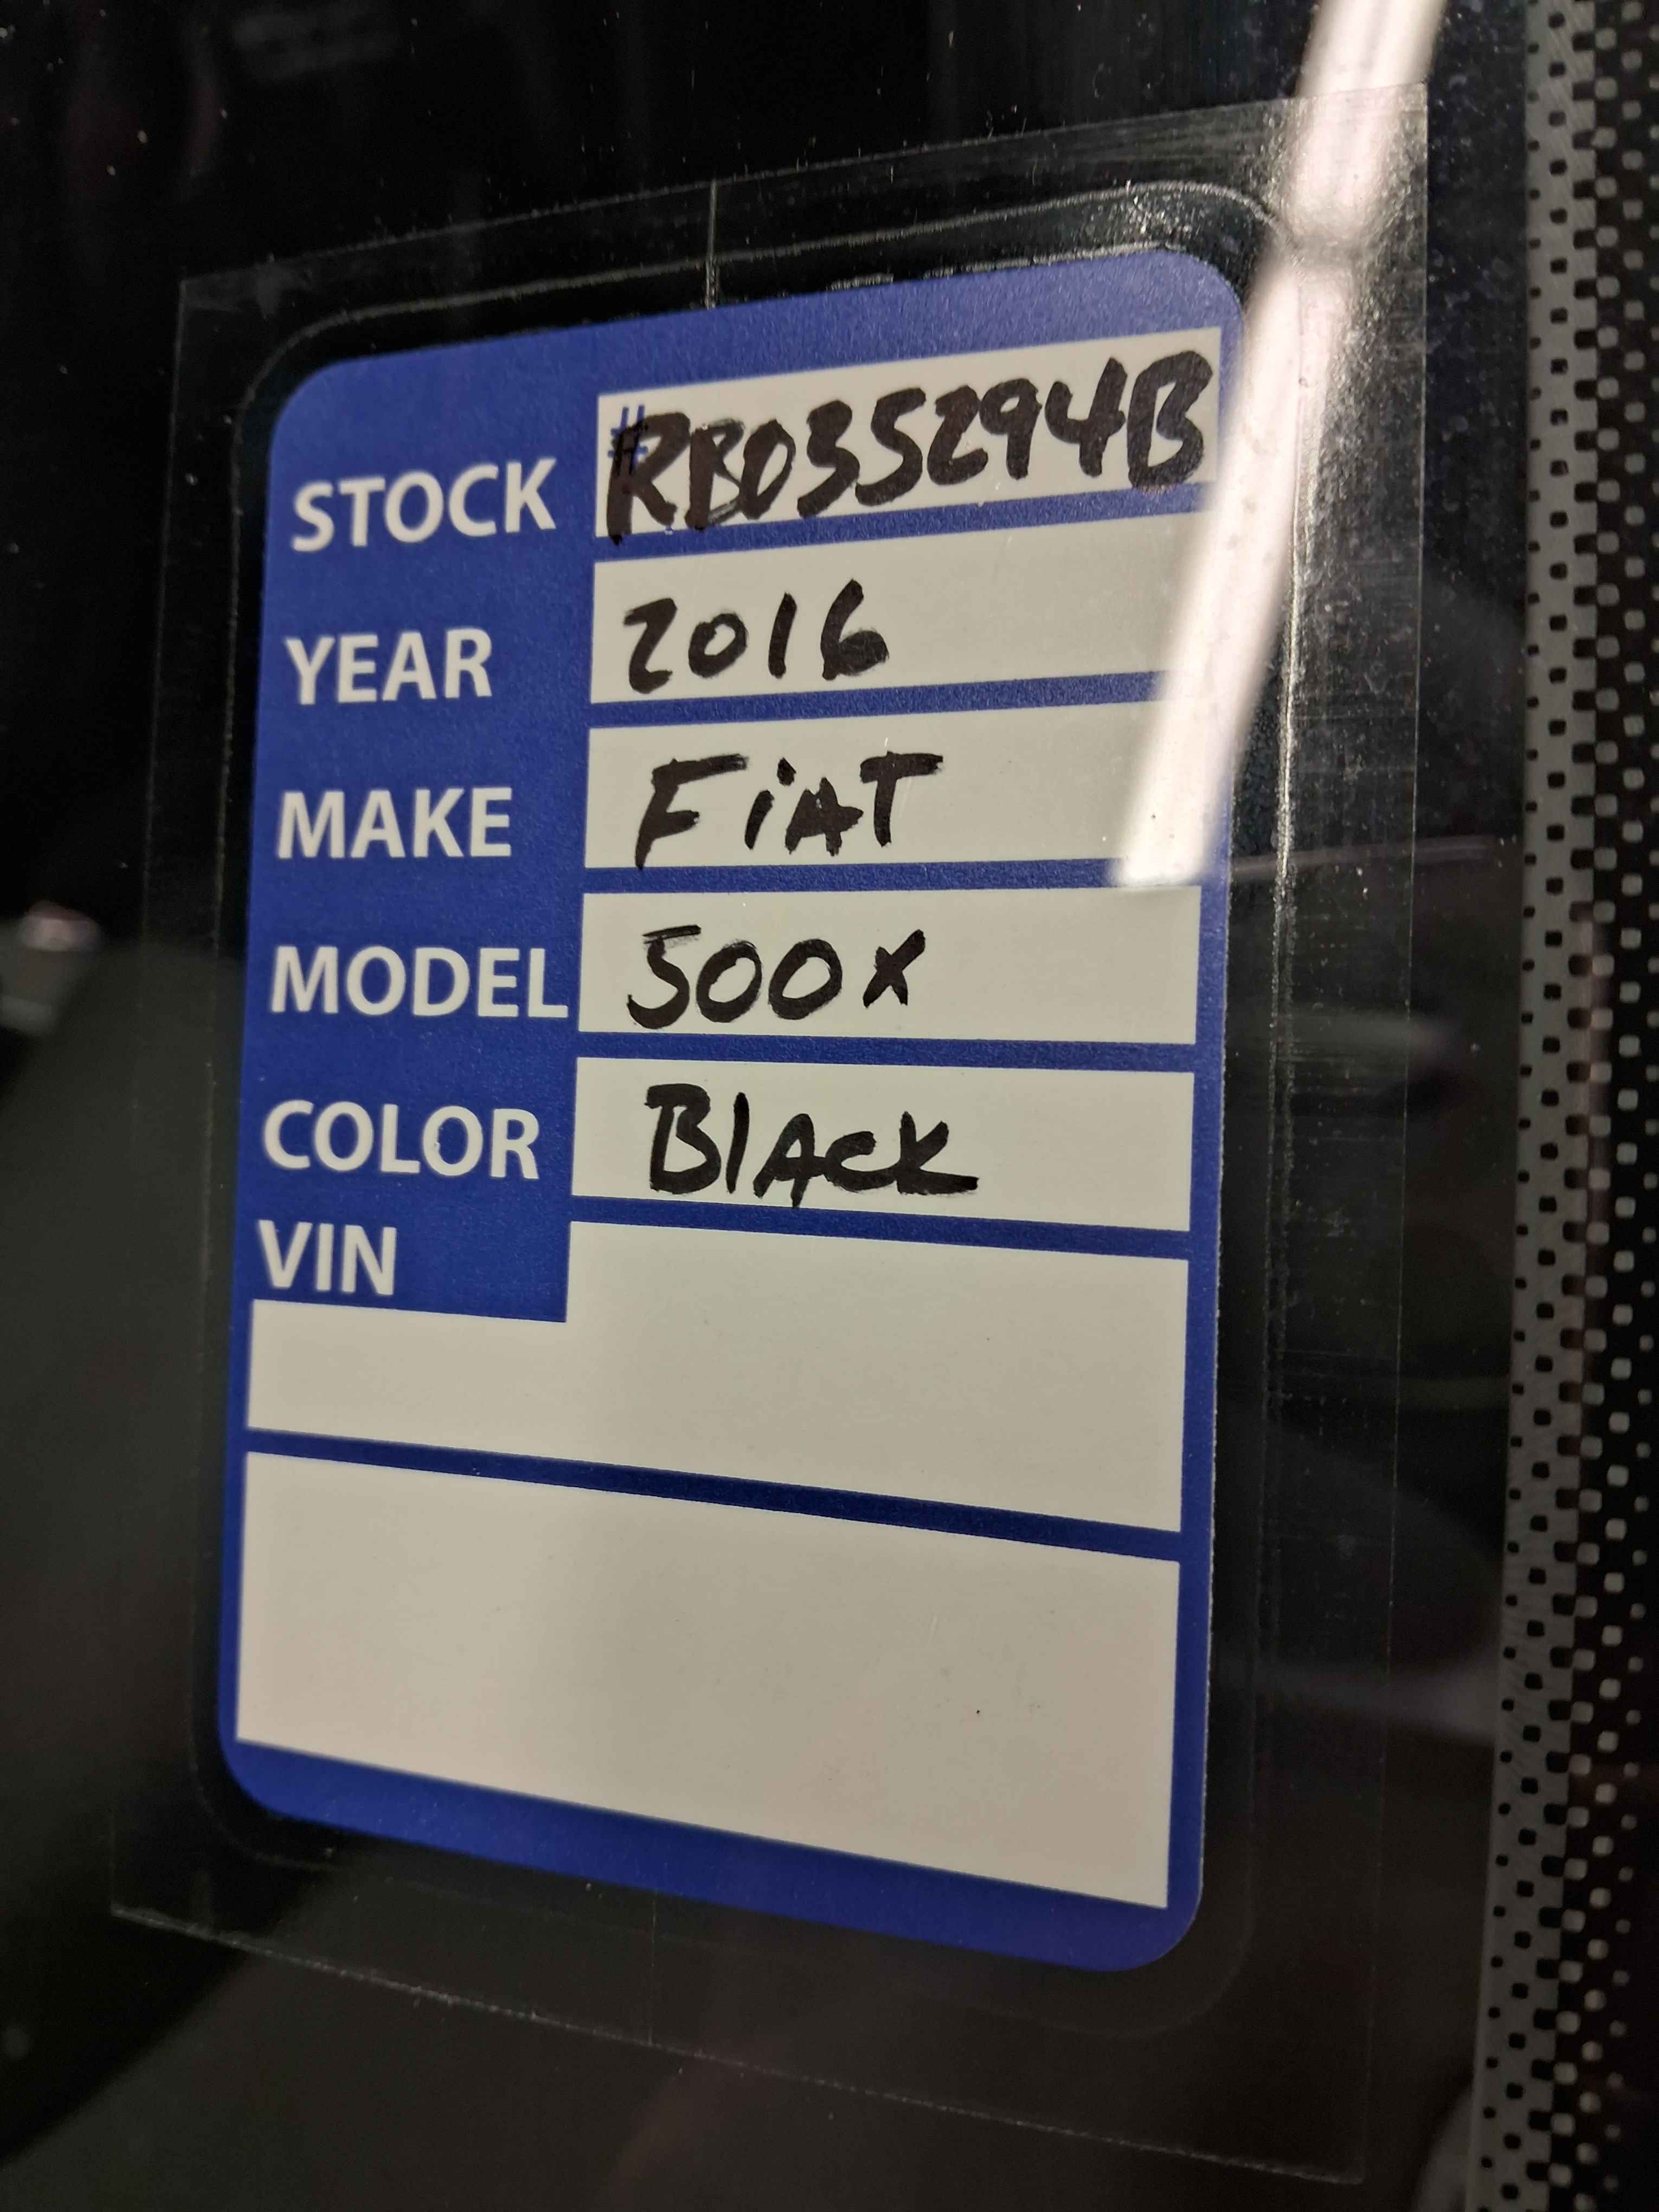 STOCK #RB035294B
YEAR 2016
MAKE FiAT
MODEL 500X
COLOR BlAcK
VIN